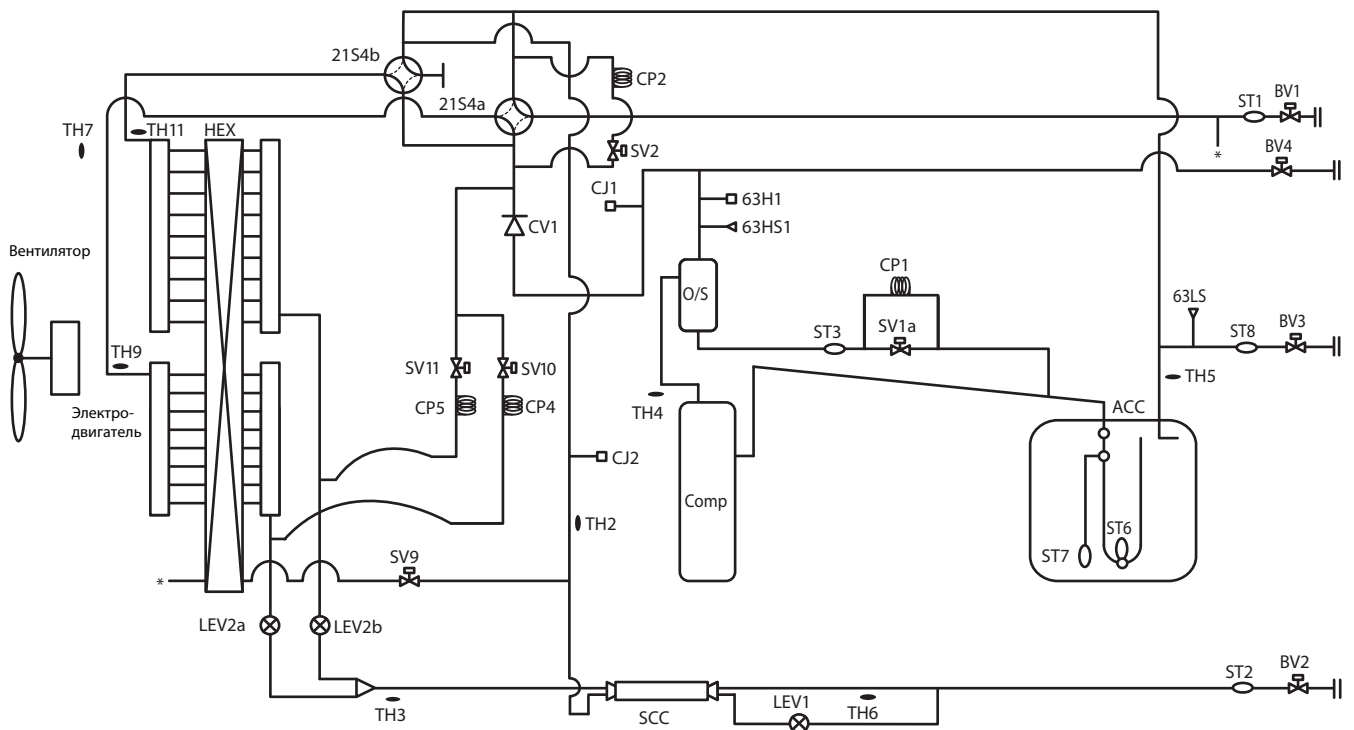 21S4b
CP2
21S4a
ST1
BV1
TH7
TH11
HEX
SV2
*
BV4
CJ1
63H1
CV1
63HS1
Вентилятор
CP1
O/S
63LS
ST3
SV1a
ST8
BV3
TH9
SV11
SV10
TH5
CP5
CP4
TH4
ACC
Электро-
двигатель
CJ2
Comp
TH2
ST6
ST7
SV9
*
LEV2a
LEV2b
ST2
BV2
TH3
SCC
LEV1
TH6